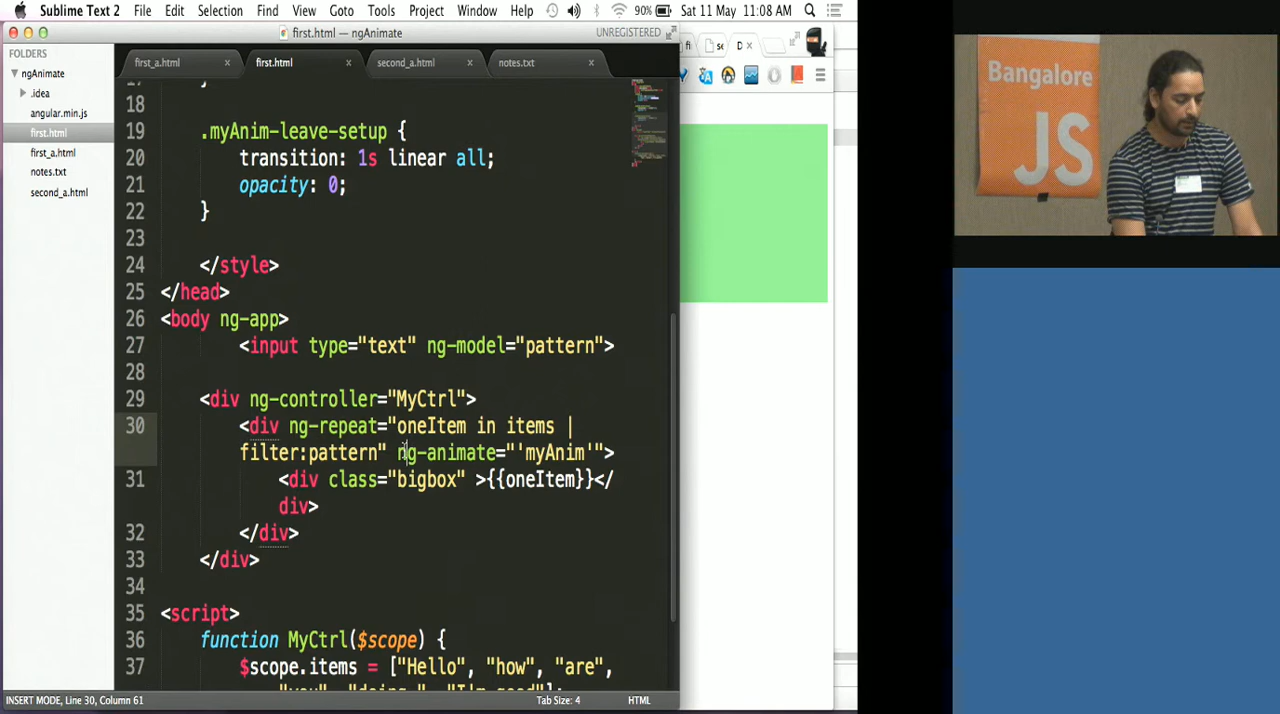 Sublime Text 2 File Edit Selection Find View Goto Tools Project Window Help 90% Sat 11 May 11:08 AM
first.html — ngAnimate UNREGISTERED
FOLDERS
ngAnimate
.idea
angular.min.js
first.html
first_a.html
notes.txt
second_a.html
first_a.html × first.html × second_a.html × notes.txt ×
18
19 .myAnim-leave-setup {
20 transition: 1s linear all;
21 opacity: 0;
22 }
23
24 </style>
25 </head>
26 <body ng-app>
27 <input type="text" ng-model="pattern">
28
29 <div ng-controller="MyCtrl">
30 <div ng-repeat="oneItem in items |
filter:pattern" ng-animate="'myAnim'">
31 <div class="bigbox" >{{oneItem}}</
div>
32 </div>
33 </div>
34
35 <script>
36 function MyCtrl($scope) {
37 $scope.items = ["Hello", "how", "are",
"you", "doing.", "I'm good"];
INSERT MODE, Line 30, Column 61 Tab Size: 4 HTML
Bangalore
JS